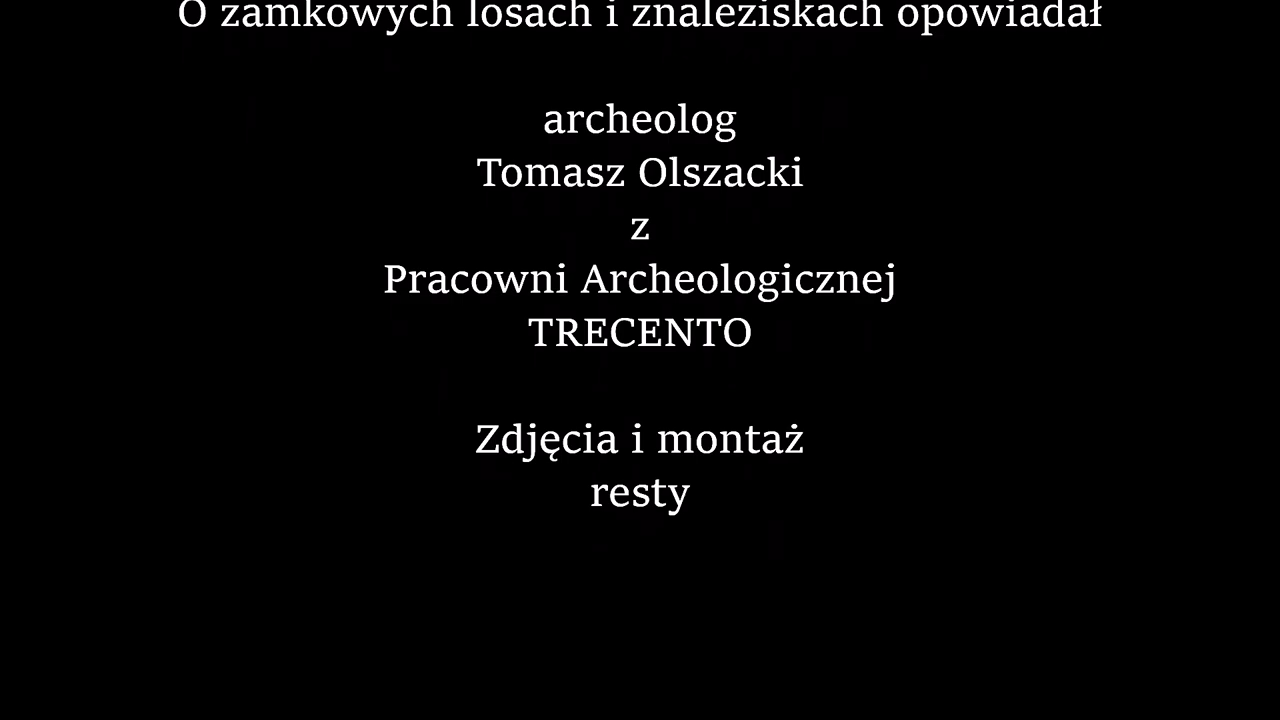 O zamkowych losach i znaleziskach opowiadał
archeolog
Tomasz Olszacki
z
Pracowni Archeologicznej
TRECENTO
Zdjęcia i montaż
resty